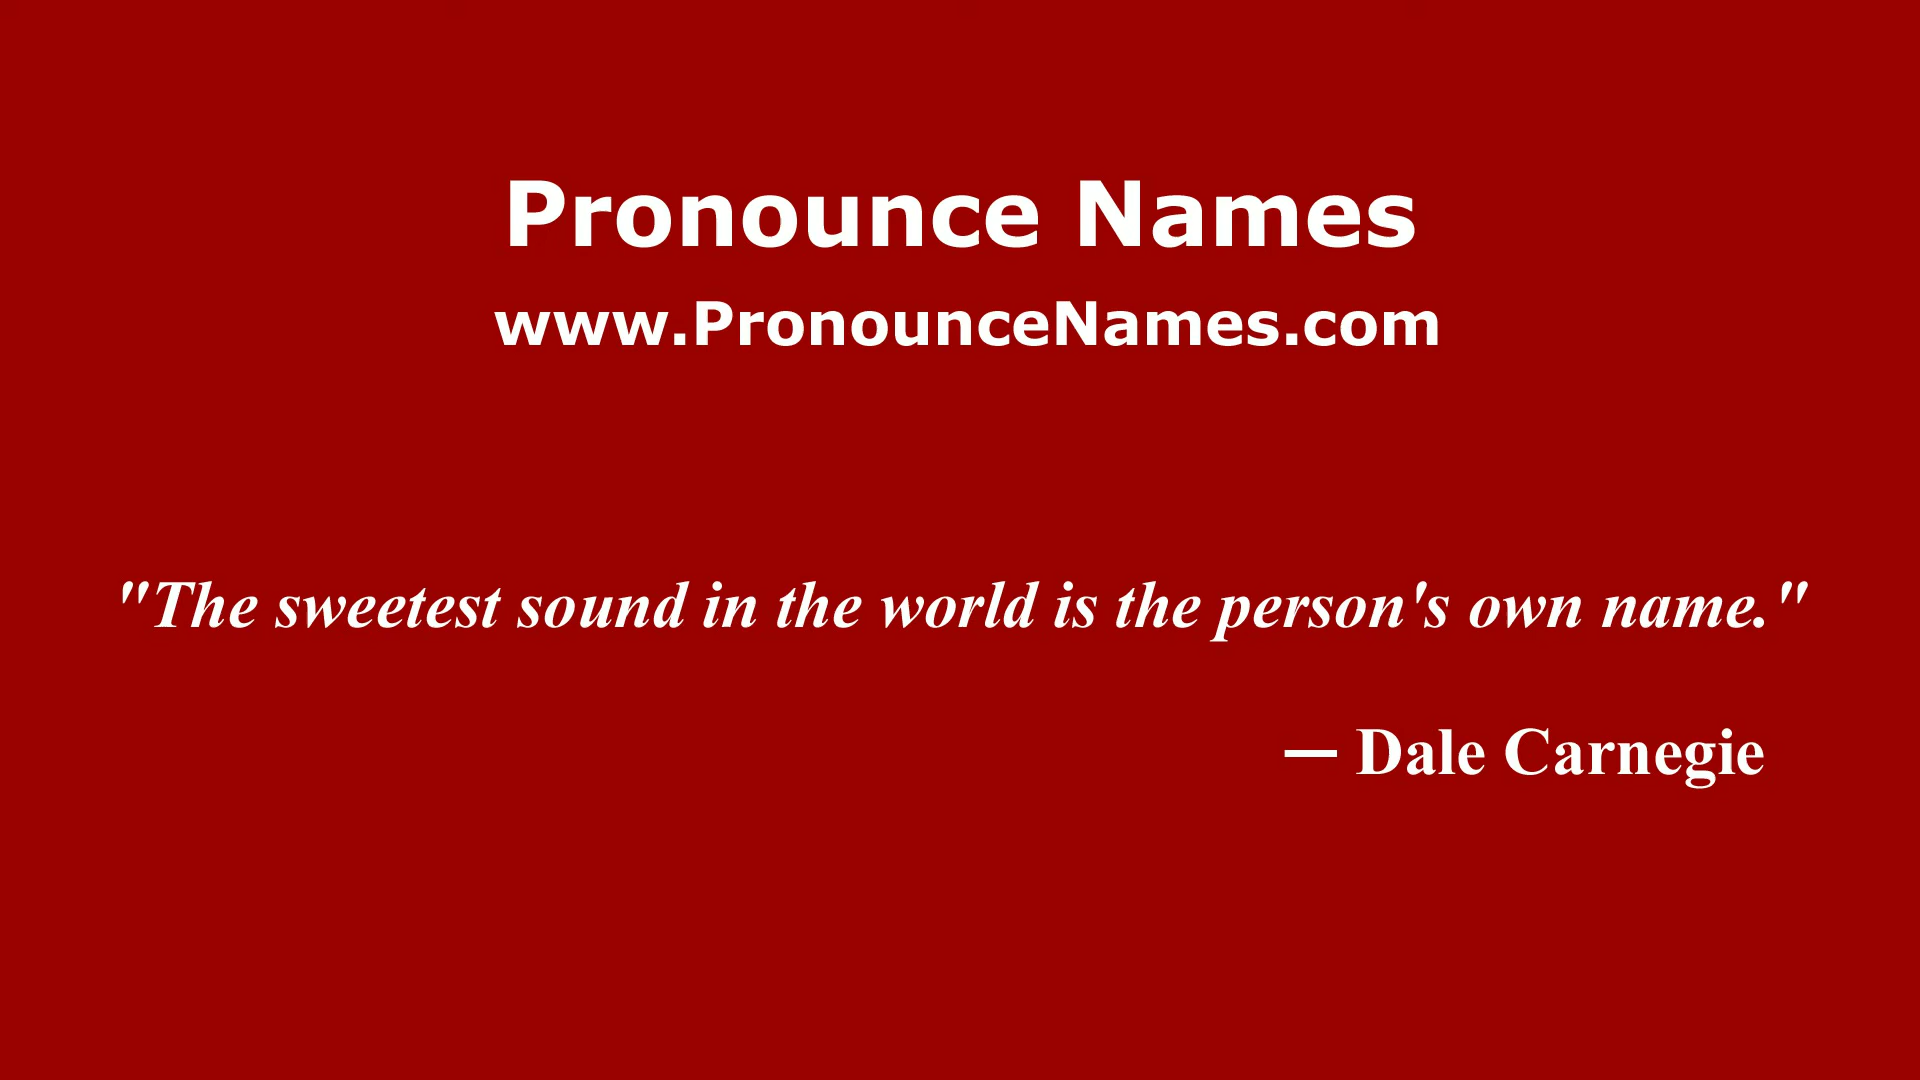 Pronounce Names
www.PronounceNames.com
"The sweetest sound in the world is the person's own name."
— Dale Carnegie